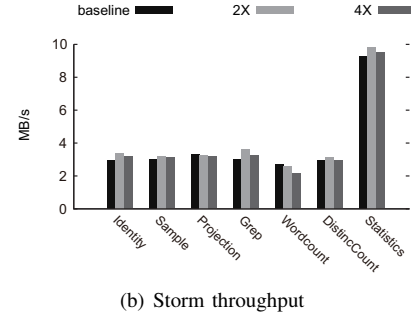 baseline 2X 4X
10
8
6
4
2
0
MB/s
Identity
Sample
Projection
Grep
Wordcount
DistincCount
Statistics
(b) Storm throughput